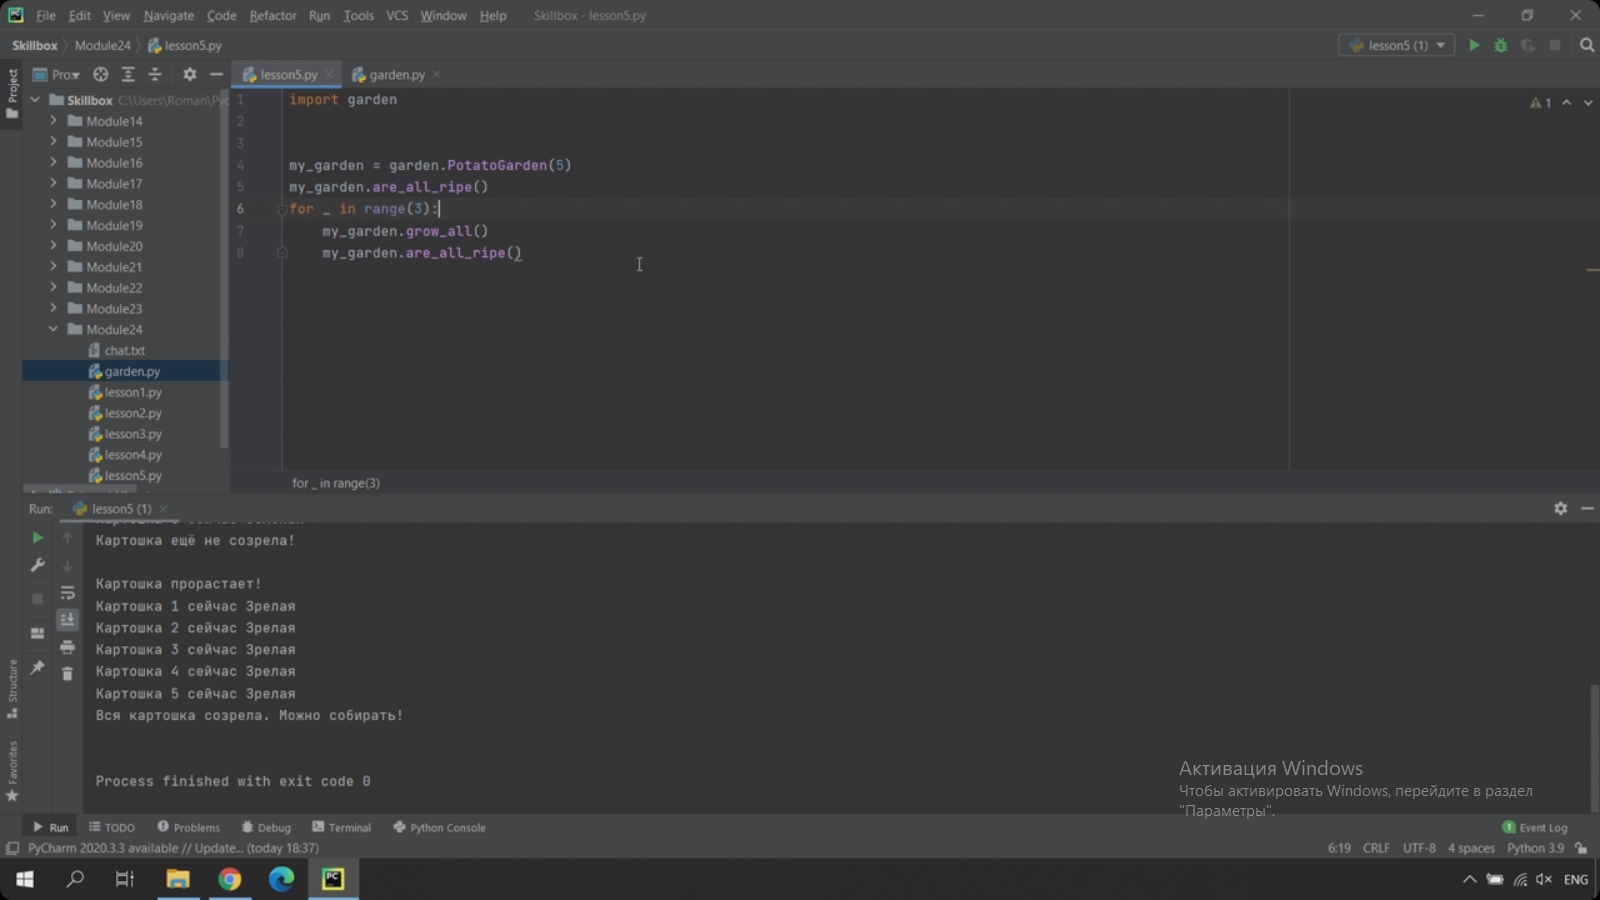 File Edit View Navigate Code Refactor Run Tools VCS Window Help Skillbox - lesson5.py
Skillbox Module24 lesson5.py lesson5 (1)
Project Pro lesson5.py garden.py
Skillbox C:\Users\Roman\Pyc
Module14
Module15
Module16
Module17
Module18
Module19
Module20
Module21
Module22
Module23
Module24
chat.txt
garden.py
lesson1.py
lesson2.py
lesson3.py
lesson4.py
lesson5.py
1 import garden
2
3
4 my_garden = garden.PotatoGarden(5)
5 my_garden.are_all_ripe()
6 for _ in range(3):
7 my_garden.grow_all()
8 my_garden.are_all_ripe()
1
for _ in range(3)
Run: lesson5 (1)
Картошка ещё не созрела!
Картошка прорастает!
Картошка 1 сейчас Зрелая
Картошка 2 сейчас Зрелая
Картошка 3 сейчас Зрелая
Картошка 4 сейчас Зрелая
Картошка 5 сейчас Зрелая
Вся картошка созрела. Можно собирать!
Process finished with exit code 0
Structure
Favorites
Активация Windows
Чтобы активировать Windows, перейдите в раздел
"Параметры".
Run TODO Problems Debug Terminal Python Console 1 Event Log
PyCharm 2020.3.3 available // Update... (today 18:37) 6:19 CRLF UTF-8 4 spaces Python 3.9
PC ENG